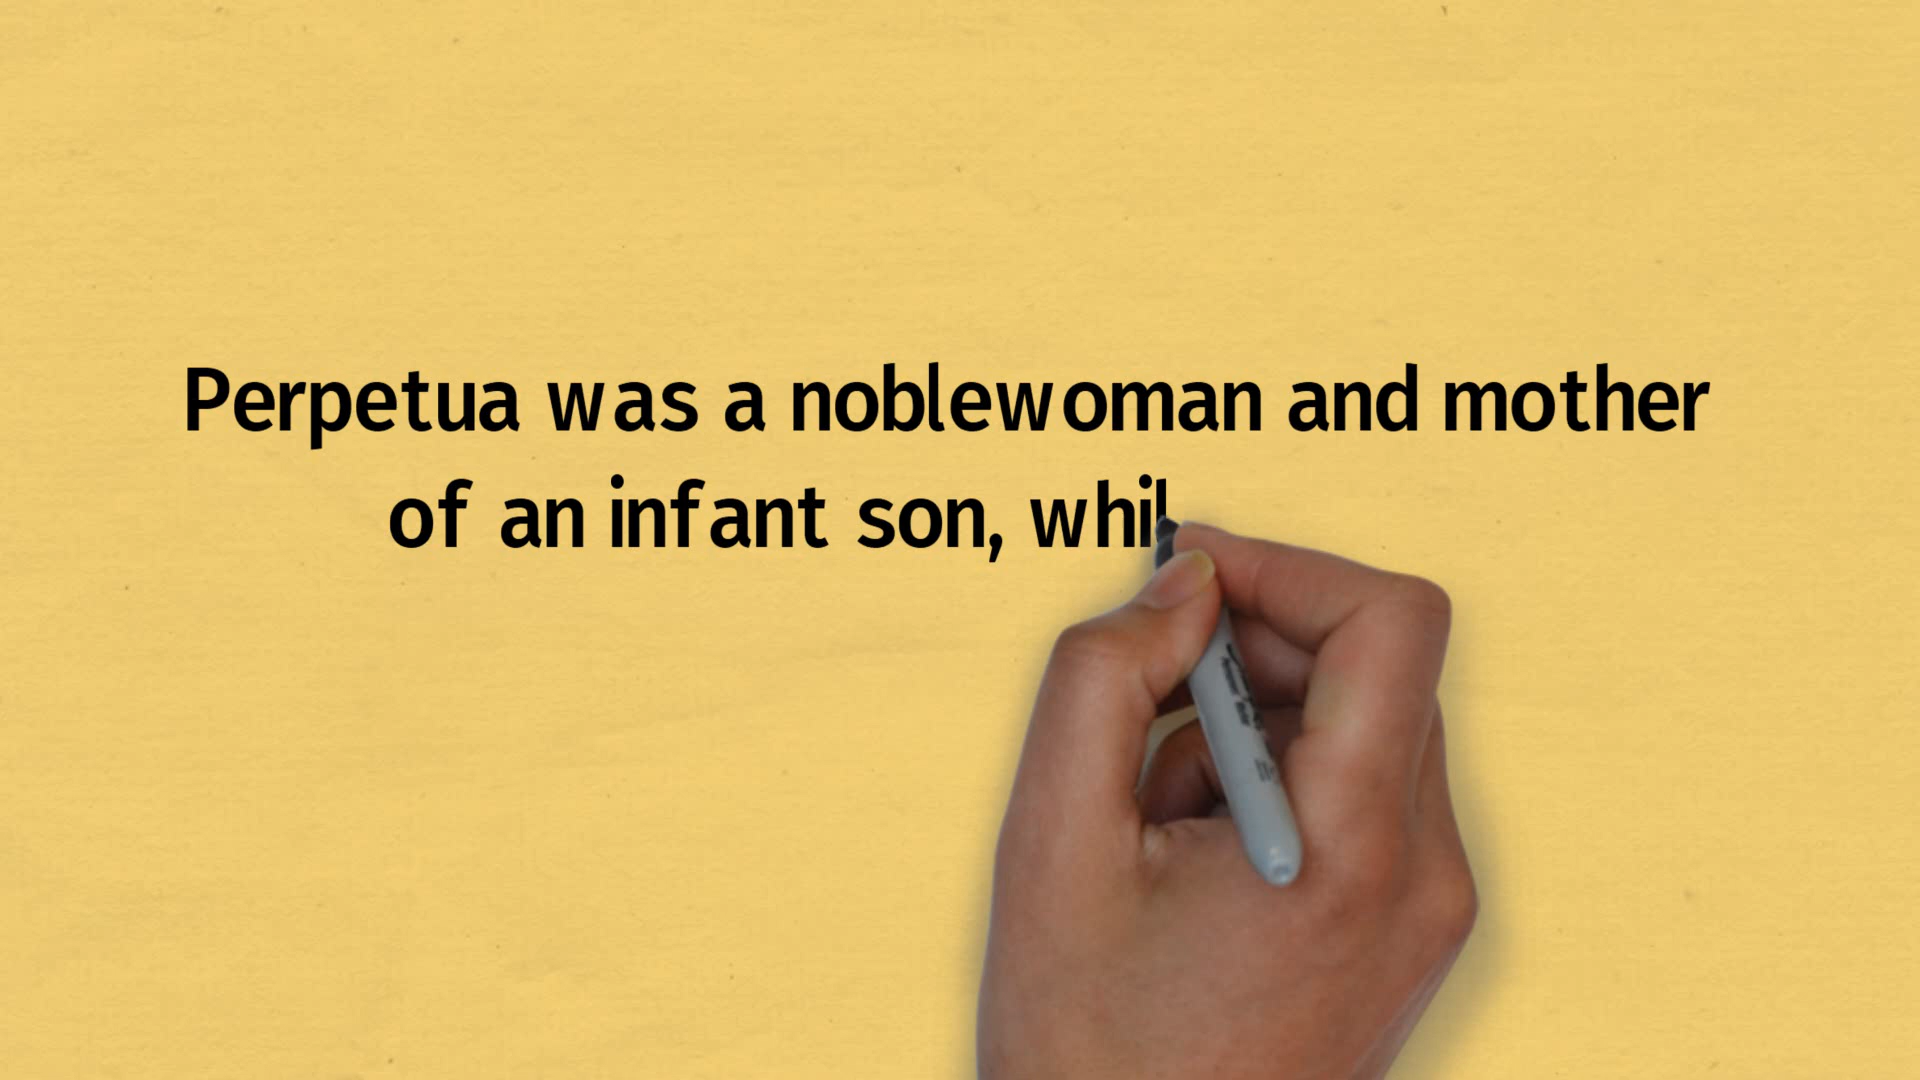 Perpetua was a noblewoman and mother
of an infant son, whil